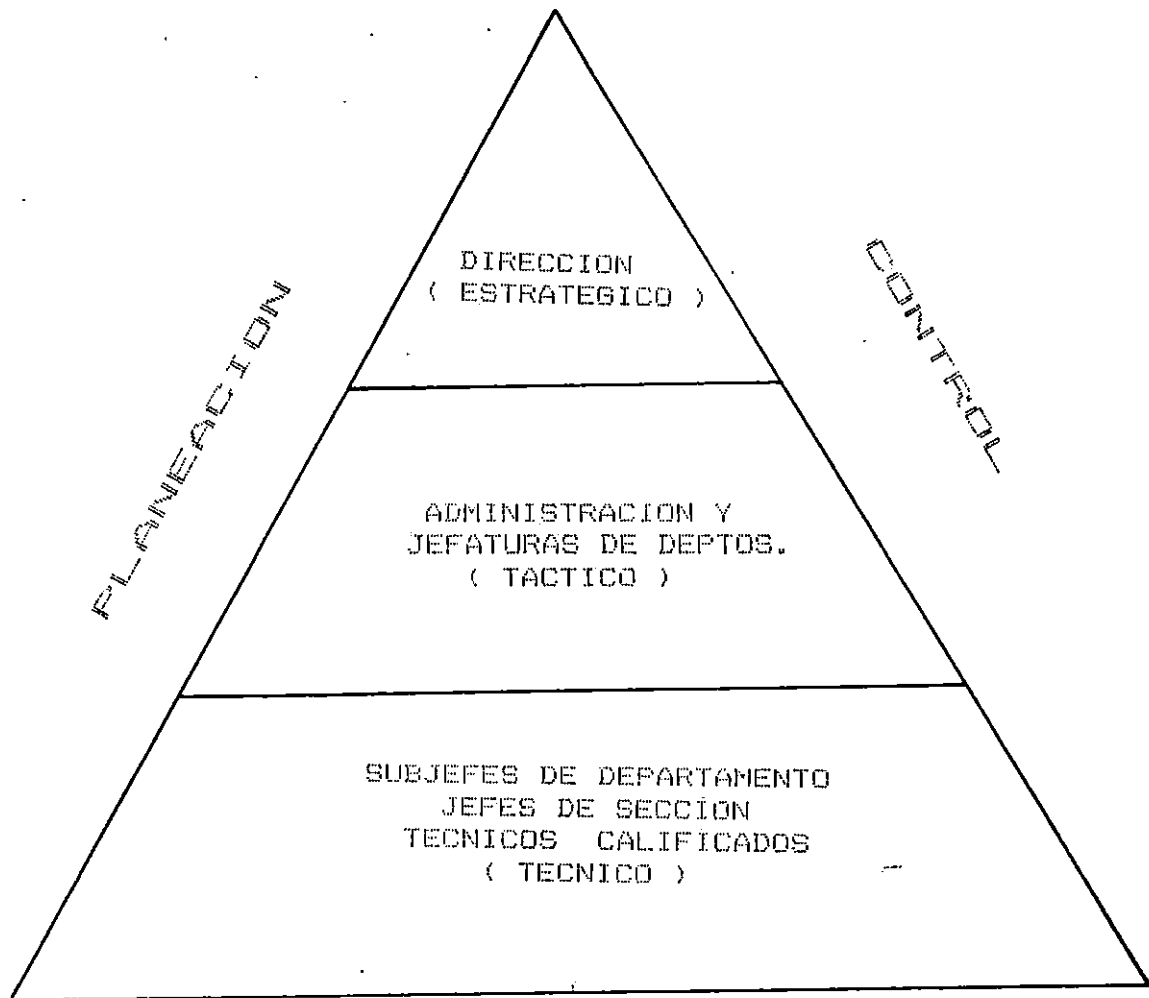 DIRECCION
( ESTRATEGICO )
PLANEACION
CONTROL
ADMINISTRACION Y
JEFATURAS DE DEPTOS.
( TACTICO )
SUBJEFES DE DEPARTAMENTO
JEFES DE SECCION
TECNICOS CALIFICADOS
( TECNICO )